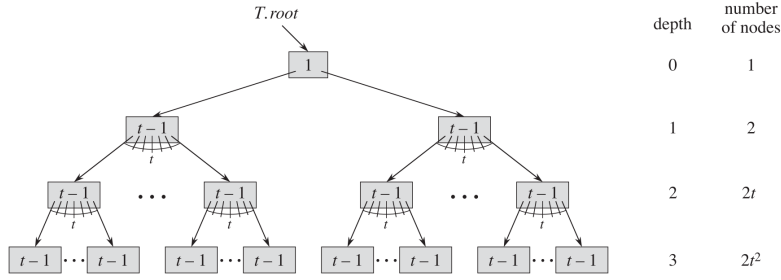 T.root
depth
number
of nodes
1
0
1
t – 1
t – 1
1
2
t
t
t – 1
• • •
t – 1
t – 1
• • •
t – 1
2
2t
t
t
t
t
t – 1 • • • t – 1
t – 1 • • • t – 1
t – 1 • • • t – 1
t – 1 • • • t – 1
3
2t²